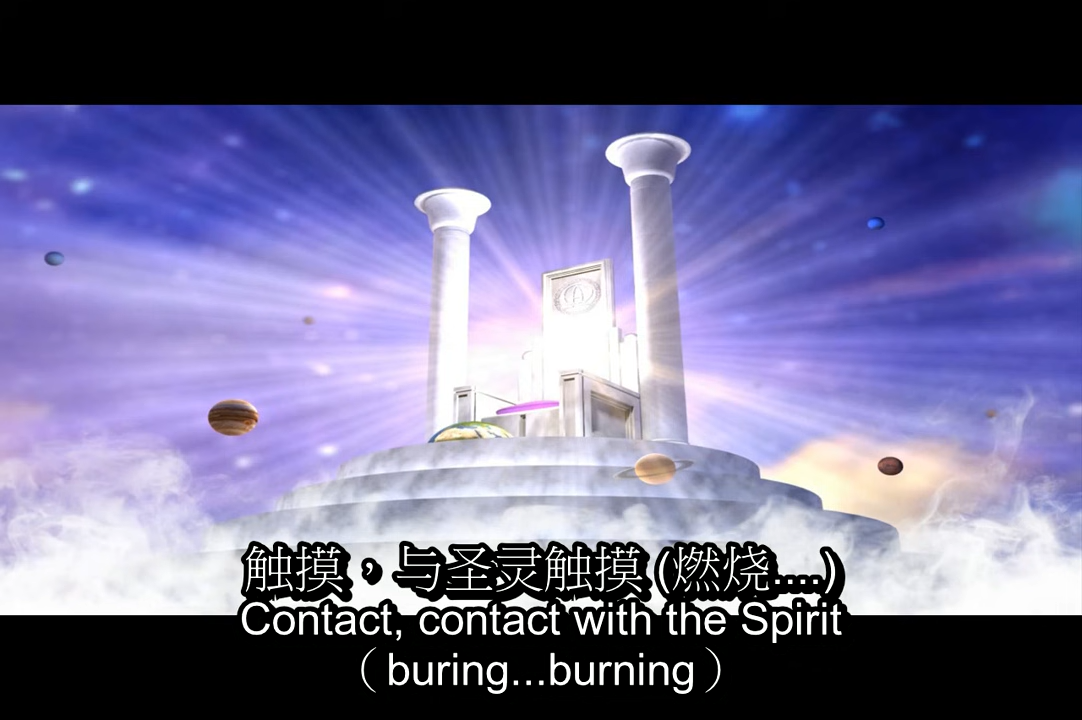 触摸，与圣灵触摸 (燃烧....)
Contact, contact with the Spirit
（buring...burning）